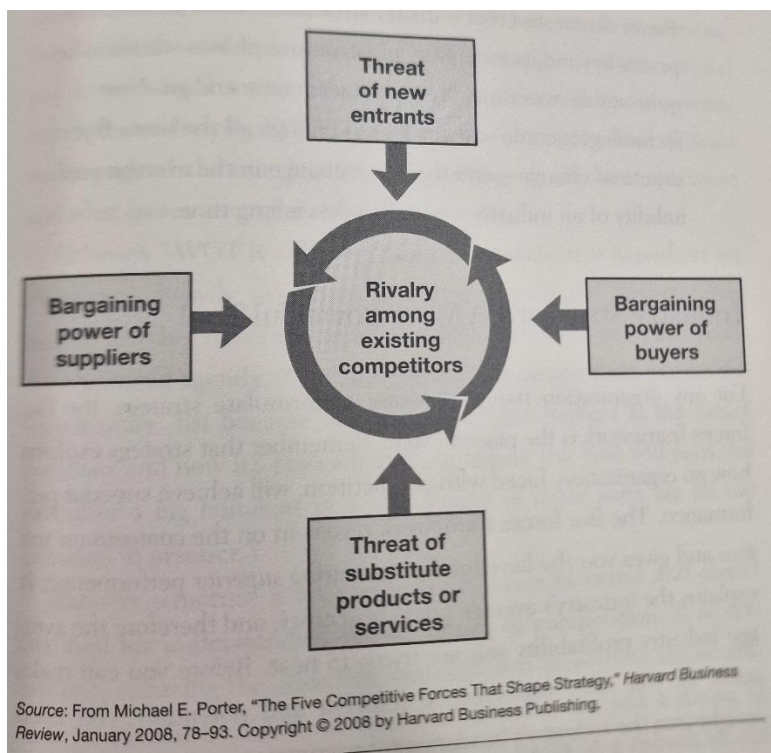 Threat
of new
entrants
Bargaining
power of
suppliers
Rivalry
among
existing
competitors
Bargaining
power of
buyers
Threat of
substitute
products or
services
Source: From Michael E. Porter, "The Five Competitive Forces That Shape Strategy," Harvard Business
Review, January 2008, 78–93. Copyright © 2008 by Harvard Business Publishing.